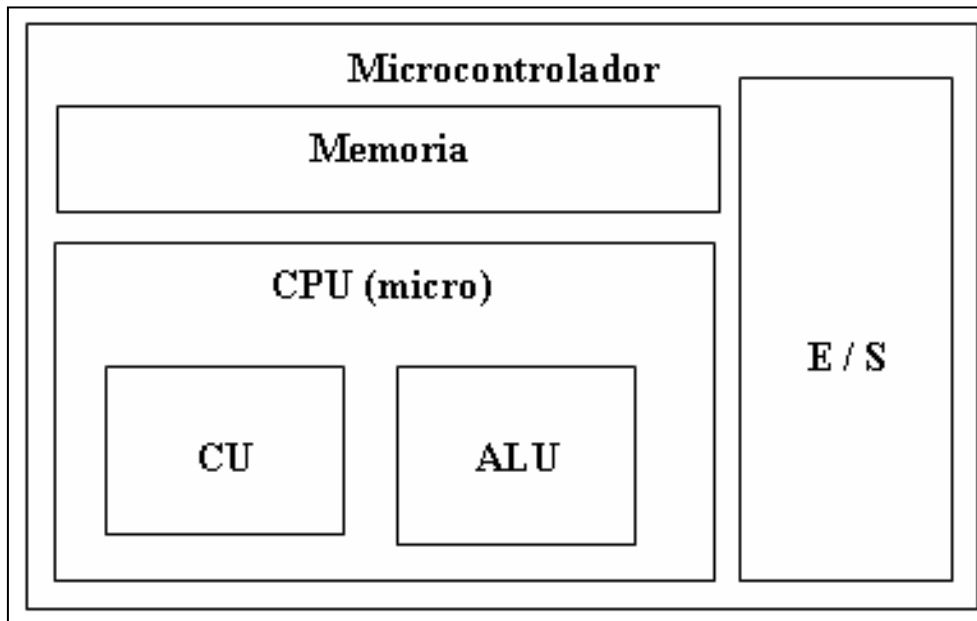 Microcontrolador
Memoria
CPU (micro)
CU
ALU
E / S